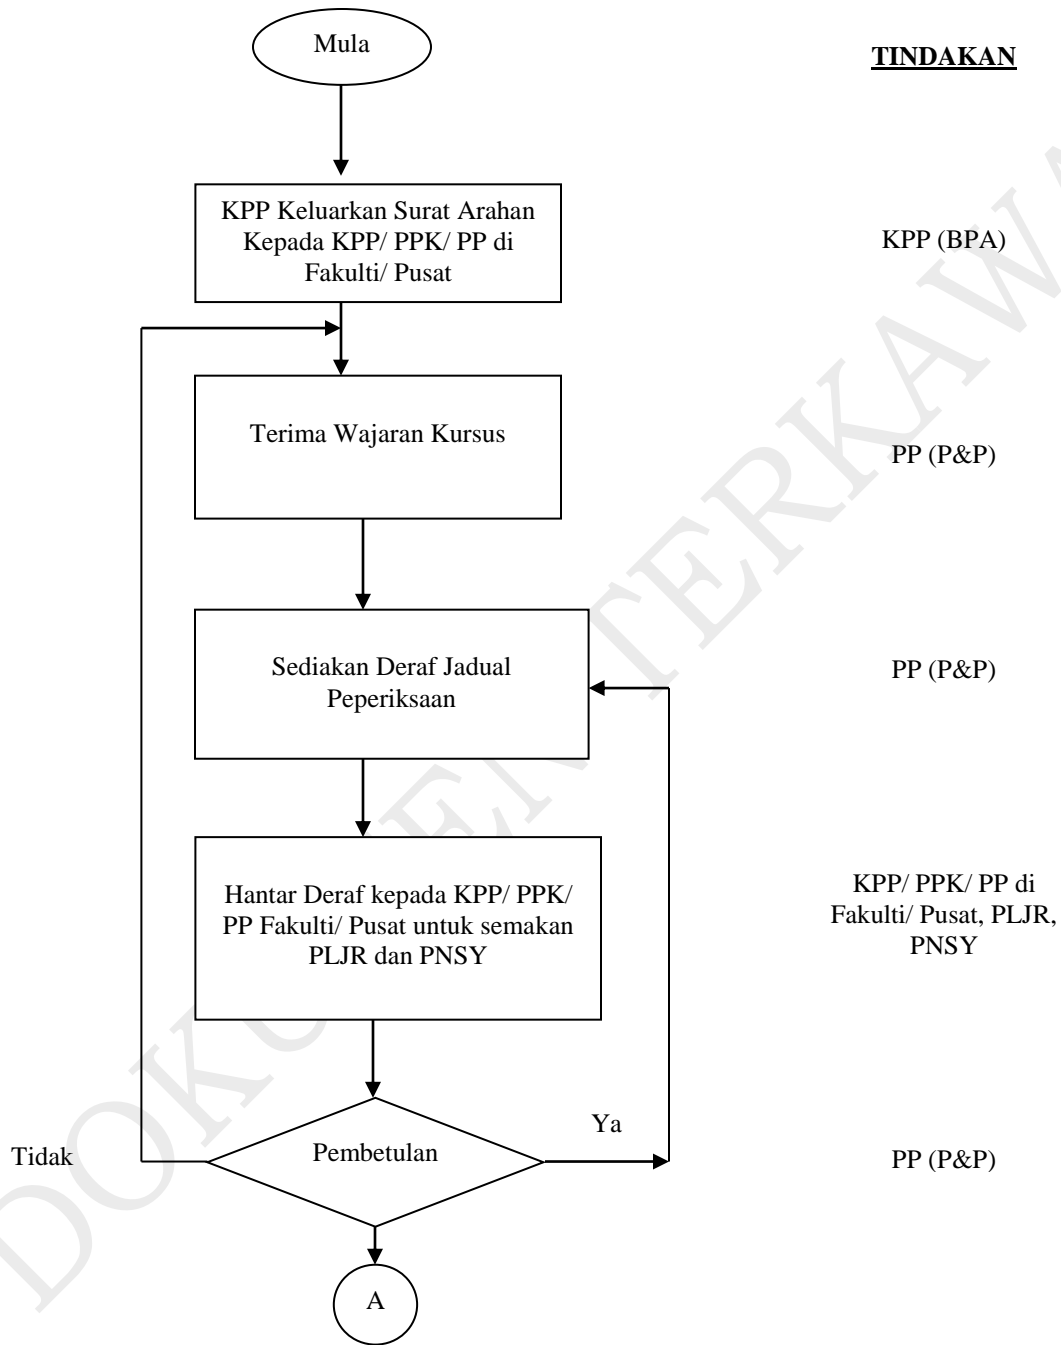 Mula
TINDAKAN
KPP Keluarkan Surat Arahan
Kepada KPP/ PPK/ PP di
Fakulti/ Pusat
KPP (BPA)
Terima Wajaran Kursus
PP (P&P)
Sediakan Deraf Jadual
Peperiksaan
PP (P&P)
Hantar Deraf kepada KPP/ PPK/
PP Fakulti/ Pusat untuk semakan
PLJR dan PNSY
KPP/ PPK/ PP di
Fakulti/ Pusat, PLJR,
PNSY
Ya
Tidak
Pembetulan
PP (P&P)
A